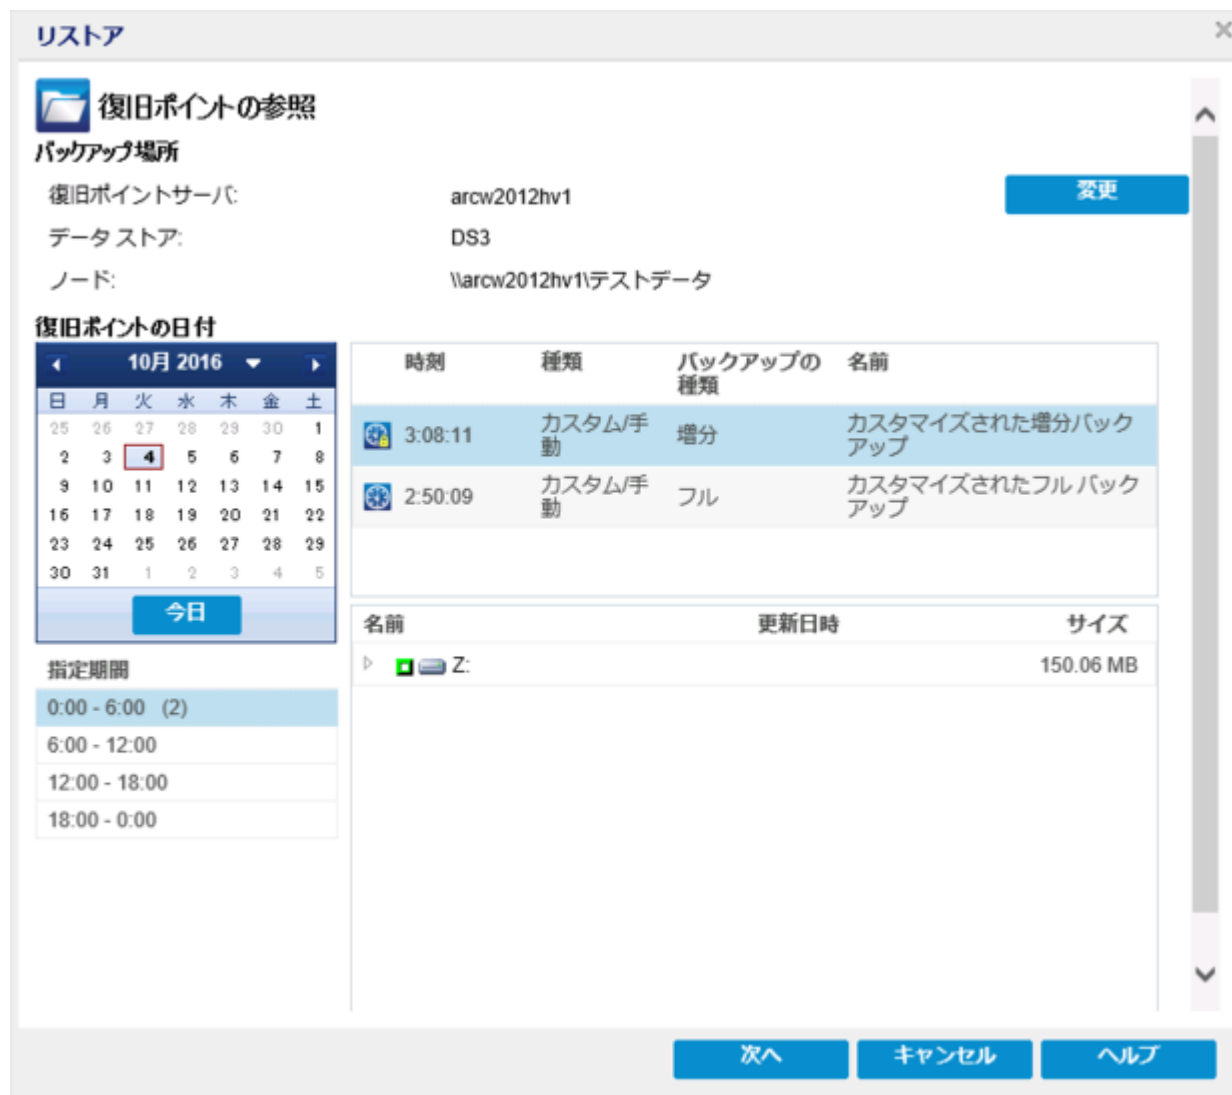 リストア
復旧ポイントの参照
バックアップ場所
復旧ポイントサーバ: arcw2012hv1 変更
データ ストア: DS3
ノード: \\arcw2012hv1\テストデータ
復旧ポイントの日付
10月 2016
日 月 火 水 木 金 土
25 26 27 28 29 30 1
2 3 4 5 6 7 8
9 10 11 12 13 14 15
16 17 18 19 20 21 22
23 24 25 26 27 28 29
30 31 1 2 3 4 5
今日
指定期間
0:00 - 6:00 (2)
6:00 - 12:00
12:00 - 18:00
18:00 - 0:00
時刻 種類 バックアップの
種類 名前
3:08:11 カスタム/手
動 増分 カスタマイズされた増分バック
アップ
2:50:09 カスタム/手
動 フル カスタマイズされたフル バック
アップ
名前 更新日時 サイズ
Z: 150.06 MB
次へ キャンセル ヘルプ